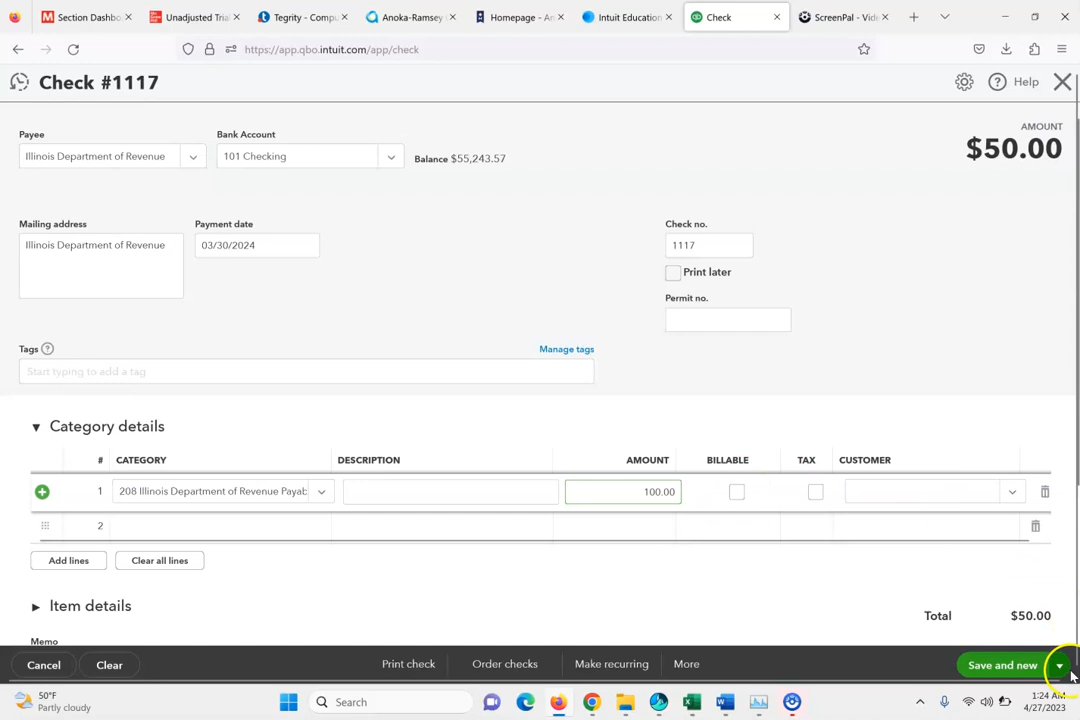 Section Dashbo
Unadjusted Trial
Tegrity - Compu
Anoka-Ramsey
Homepage - An
Intuit Education
Check
ScreenPal - Vide
https://app.qbo.intuit.com/app/check
Check #1117
Help
Payee
Bank Account
AMOUNT
Illinois Department of Revenue
101 Checking
Balance $55,243.57
$50.00
Mailing address
Payment date
Check no.
Illinois Department of Revenue
03/30/2024
1117
Print later
Permit no.
Tags ?
Manage tags
Start typing to add a tag
Category details
# CATEGORY DESCRIPTION AMOUNT BILLABLE TAX CUSTOMER
1 208 Illinois Department of Revenue Payab 100.00
2
Add lines
Clear all lines
Item details
Total $50.00
Memo
Cancel
Clear
Print check
Order checks
Make recurring
More
Save and new
50°F
Partly cloudy
Search
1:24 AM
4/27/2023